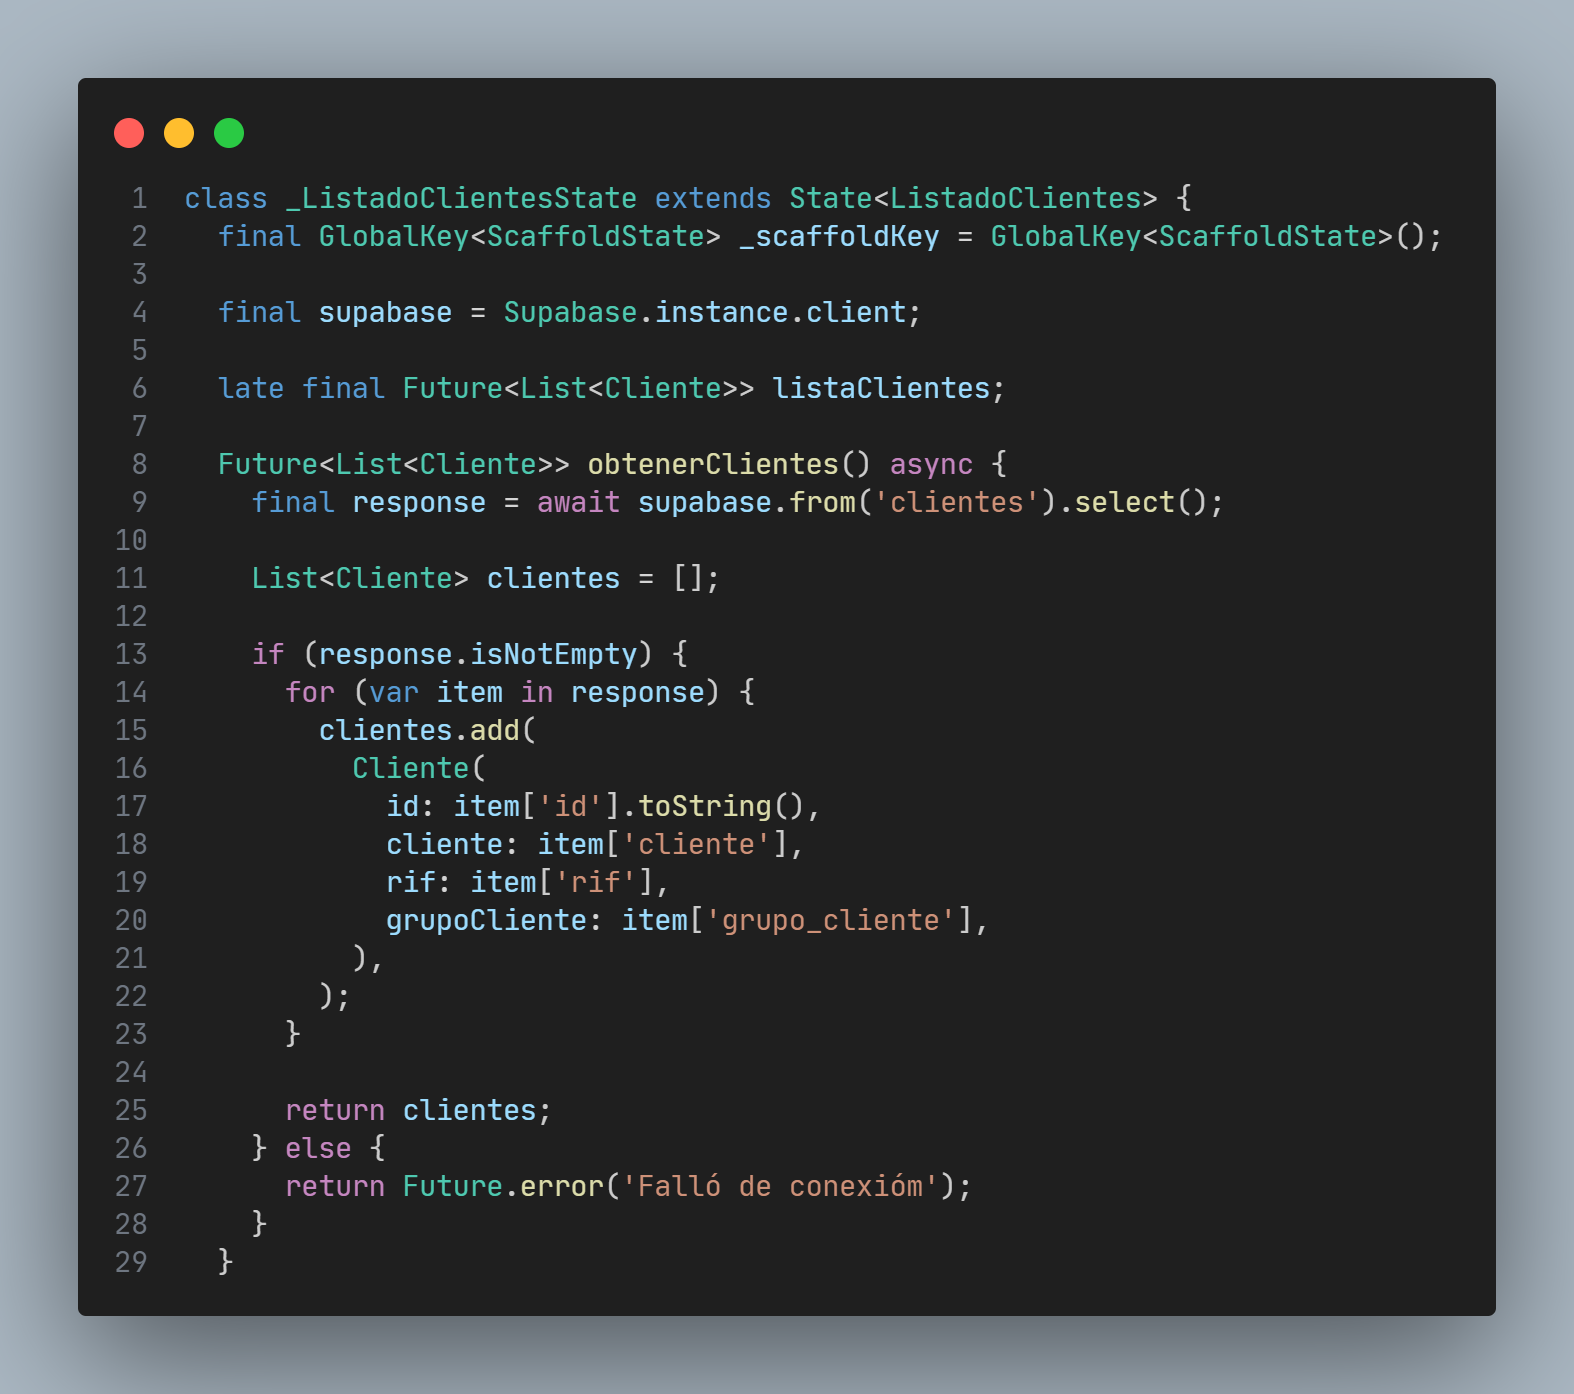 1 class _ListadoClientesState extends State<ListadoClientes> {
2   final GlobalKey<ScaffoldState> _scaffoldKey = GlobalKey<ScaffoldState>();
3
4   final supabase = Supabase.instance.client;
5
6   late final Future<List<Cliente>> listaClientes;
7
8   Future<List<Cliente>> obtenerClientes() async {
9     final response = await supabase.from('clientes').select();
10
11     List<Cliente> clientes = [];
12
13     if (response.isNotEmpty) {
14       for (var item in response) {
15         clientes.add(
16           Cliente(
17             id: item['id'].toString(),
18             cliente: item['cliente'],
19             rif: item['rif'],
20             grupoCliente: item['grupo_cliente'],
21           ),
22         );
23       }
24
25       return clientes;
26     } else {
27       return Future.error('Falló de conexióm');
28     }
29   }